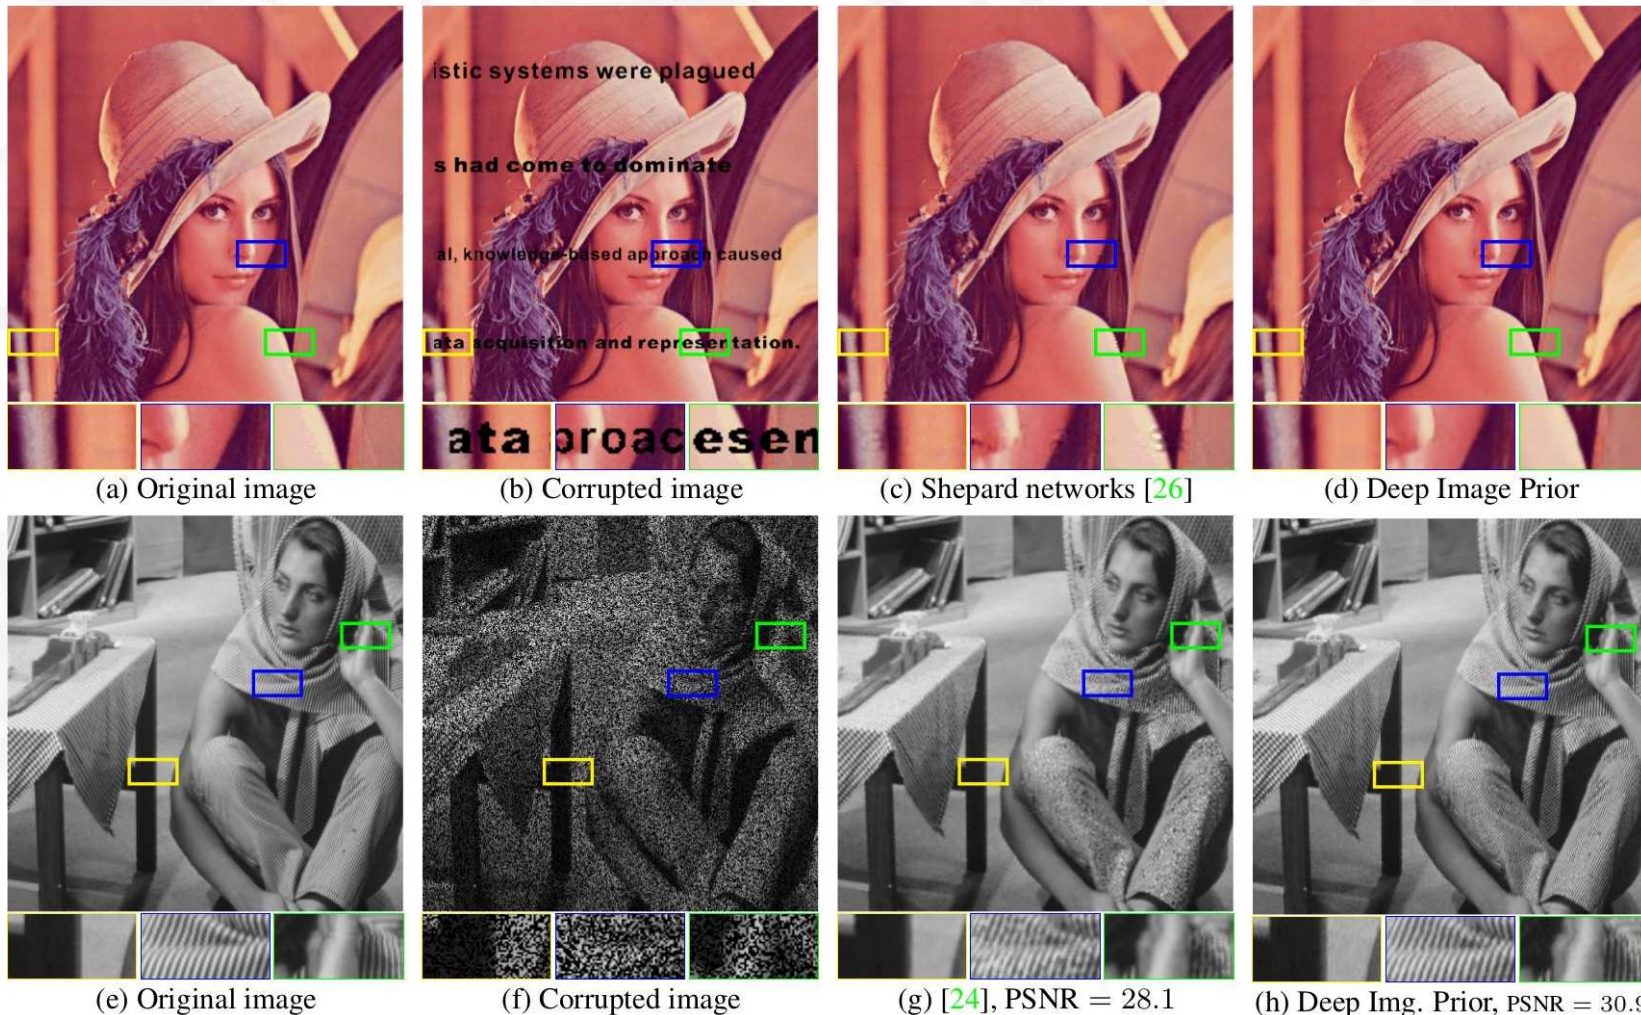 istic systems were plagued
s had come to dominate
al, knowledge-based approach caused
ata acquisition and representation.
ata proac esen
(a) Original image
(b) Corrupted image
(c) Shepard networks [26]
(d) Deep Image Prior
(e) Original image
(f) Corrupted image
(g) [24], PSNR = 28.1
(h) Deep Img. Prior, PSNR = 30.9